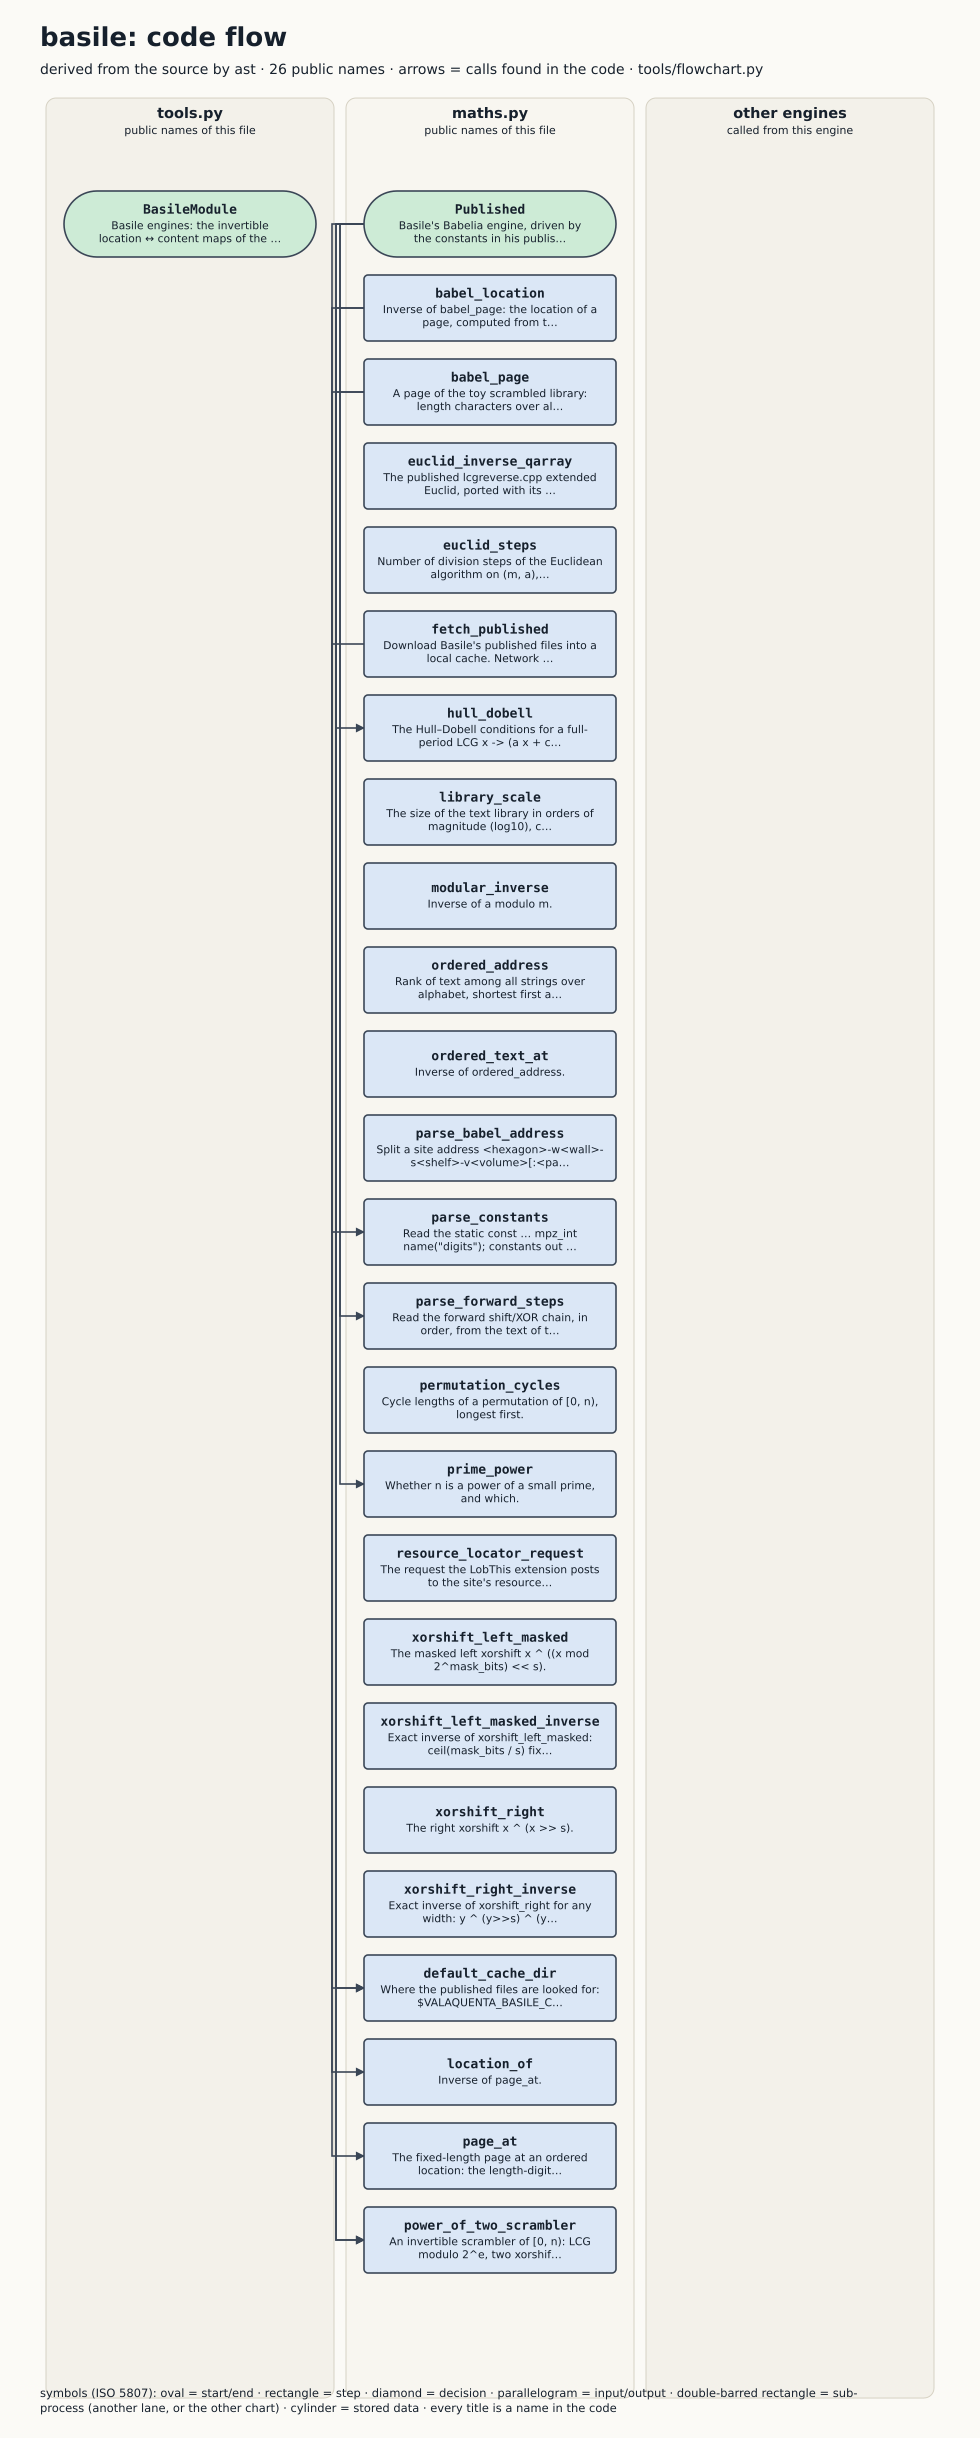 basile: code flow
derived from the source by ast · 26 public names · arrows = calls found in the code · tools/flowchart.py
tools.py
public names of this file
maths.py
public names of this file
other engines
called from this engine
BasileModule
Basile engines: the invertible
location ↔ content maps of the …
Published
Basile's Babelia engine, driven by
the constants in his publis…
babel_location
Inverse of babel_page: the location of a
page, computed from t…
babel_page
A page of the toy scrambled library:
length characters over al…
euclid_inverse_qarray
The published lcgreverse.cpp extended
Euclid, ported with its …
euclid_steps
Number of division steps of the Euclidean
algorithm on (m, a),…
fetch_published
Download Basile's published files into a
local cache. Network …
hull_dobell
The Hull–Dobell conditions for a full-
period LCG x -> (a x + c…
library_scale
The size of the text library in orders of
magnitude (log10), c…
modular_inverse
Inverse of a modulo m.
ordered_address
Rank of text among all strings over
alphabet, shortest first a…
ordered_text_at
Inverse of ordered_address.
parse_babel_address
Split a site address <hexagon>-w<wall>-
s<shelf>-v<volume>[:<pa…
parse_constants
Read the static const … mpz_int
name("digits"); constants out …
parse_forward_steps
Read the forward shift/XOR chain, in
order, from the text of t…
permutation_cycles
Cycle lengths of a permutation of [0, n),
longest first.
prime_power
Whether n is a power of a small prime,
and which.
resource_locator_request
The request the LobThis extension posts
to the site's resource…
xorshift_left_masked
The masked left xorshift x ^ ((x mod
2^mask_bits) << s).
xorshift_left_masked_inverse
Exact inverse of xorshift_left_masked:
ceil(mask_bits / s) fix…
xorshift_right
The right xorshift x ^ (x >> s).
xorshift_right_inverse
Exact inverse of xorshift_right for any
width: y ^ (y>>s) ^ (y…
default_cache_dir
Where the published files are looked for:
$VALAQUENTA_BASILE_C…
location_of
Inverse of page_at.
page_at
The fixed-length page at an ordered
location: the length-digit…
power_of_two_scrambler
An invertible scrambler of [0, n): LCG
modulo 2^e, two xorshif…
symbols (ISO 5807): oval = start/end · rectangle = step · diamond = decision · parallelogram = input/output · double-barred rectangle = sub-
process (another lane, or the other chart) · cylinder = stored data · every title is a name in the code